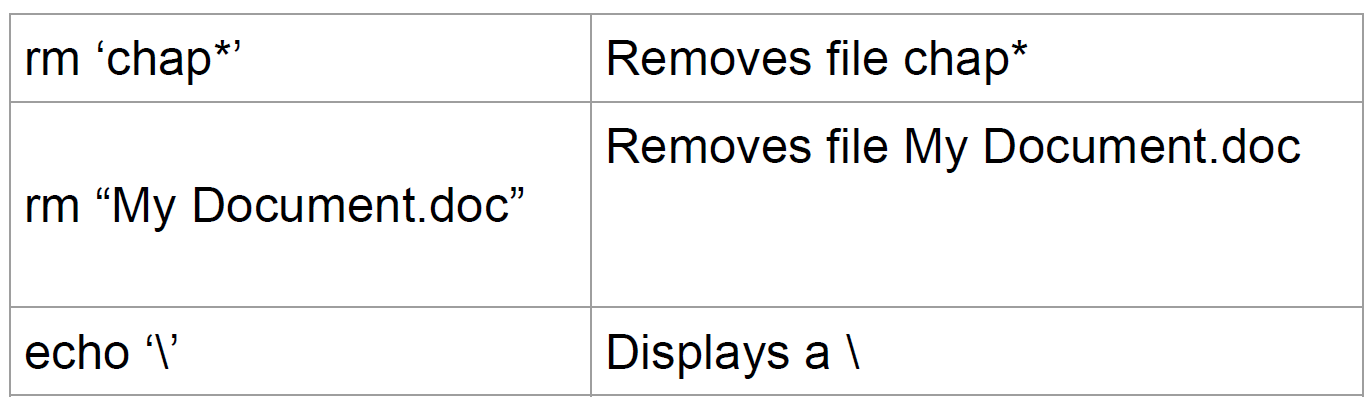 rm ‘chap*’
Removes file chap*
rm “My Document.doc”
Removes file My Document.doc
echo ‘\’
Displays a \